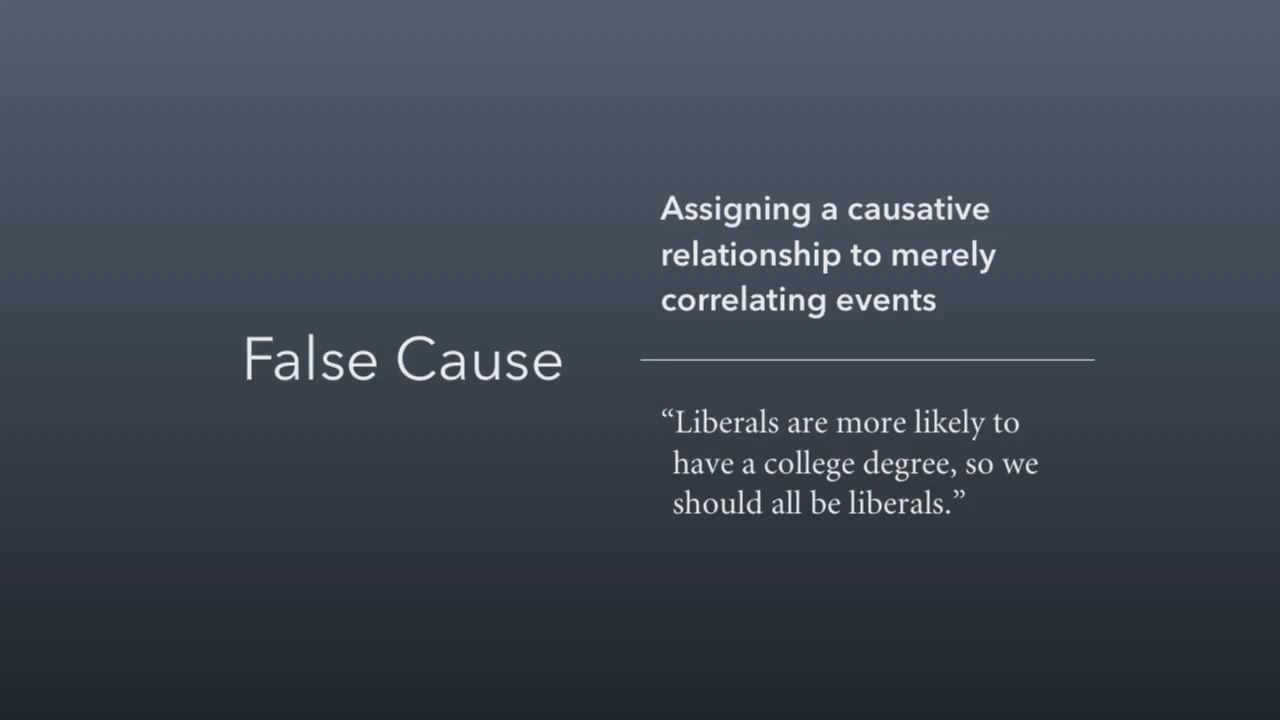 False Cause
Assigning a causative
relationship to merely
correlating events
“Liberals are more likely to
have a college degree, so we
should all be liberals.”